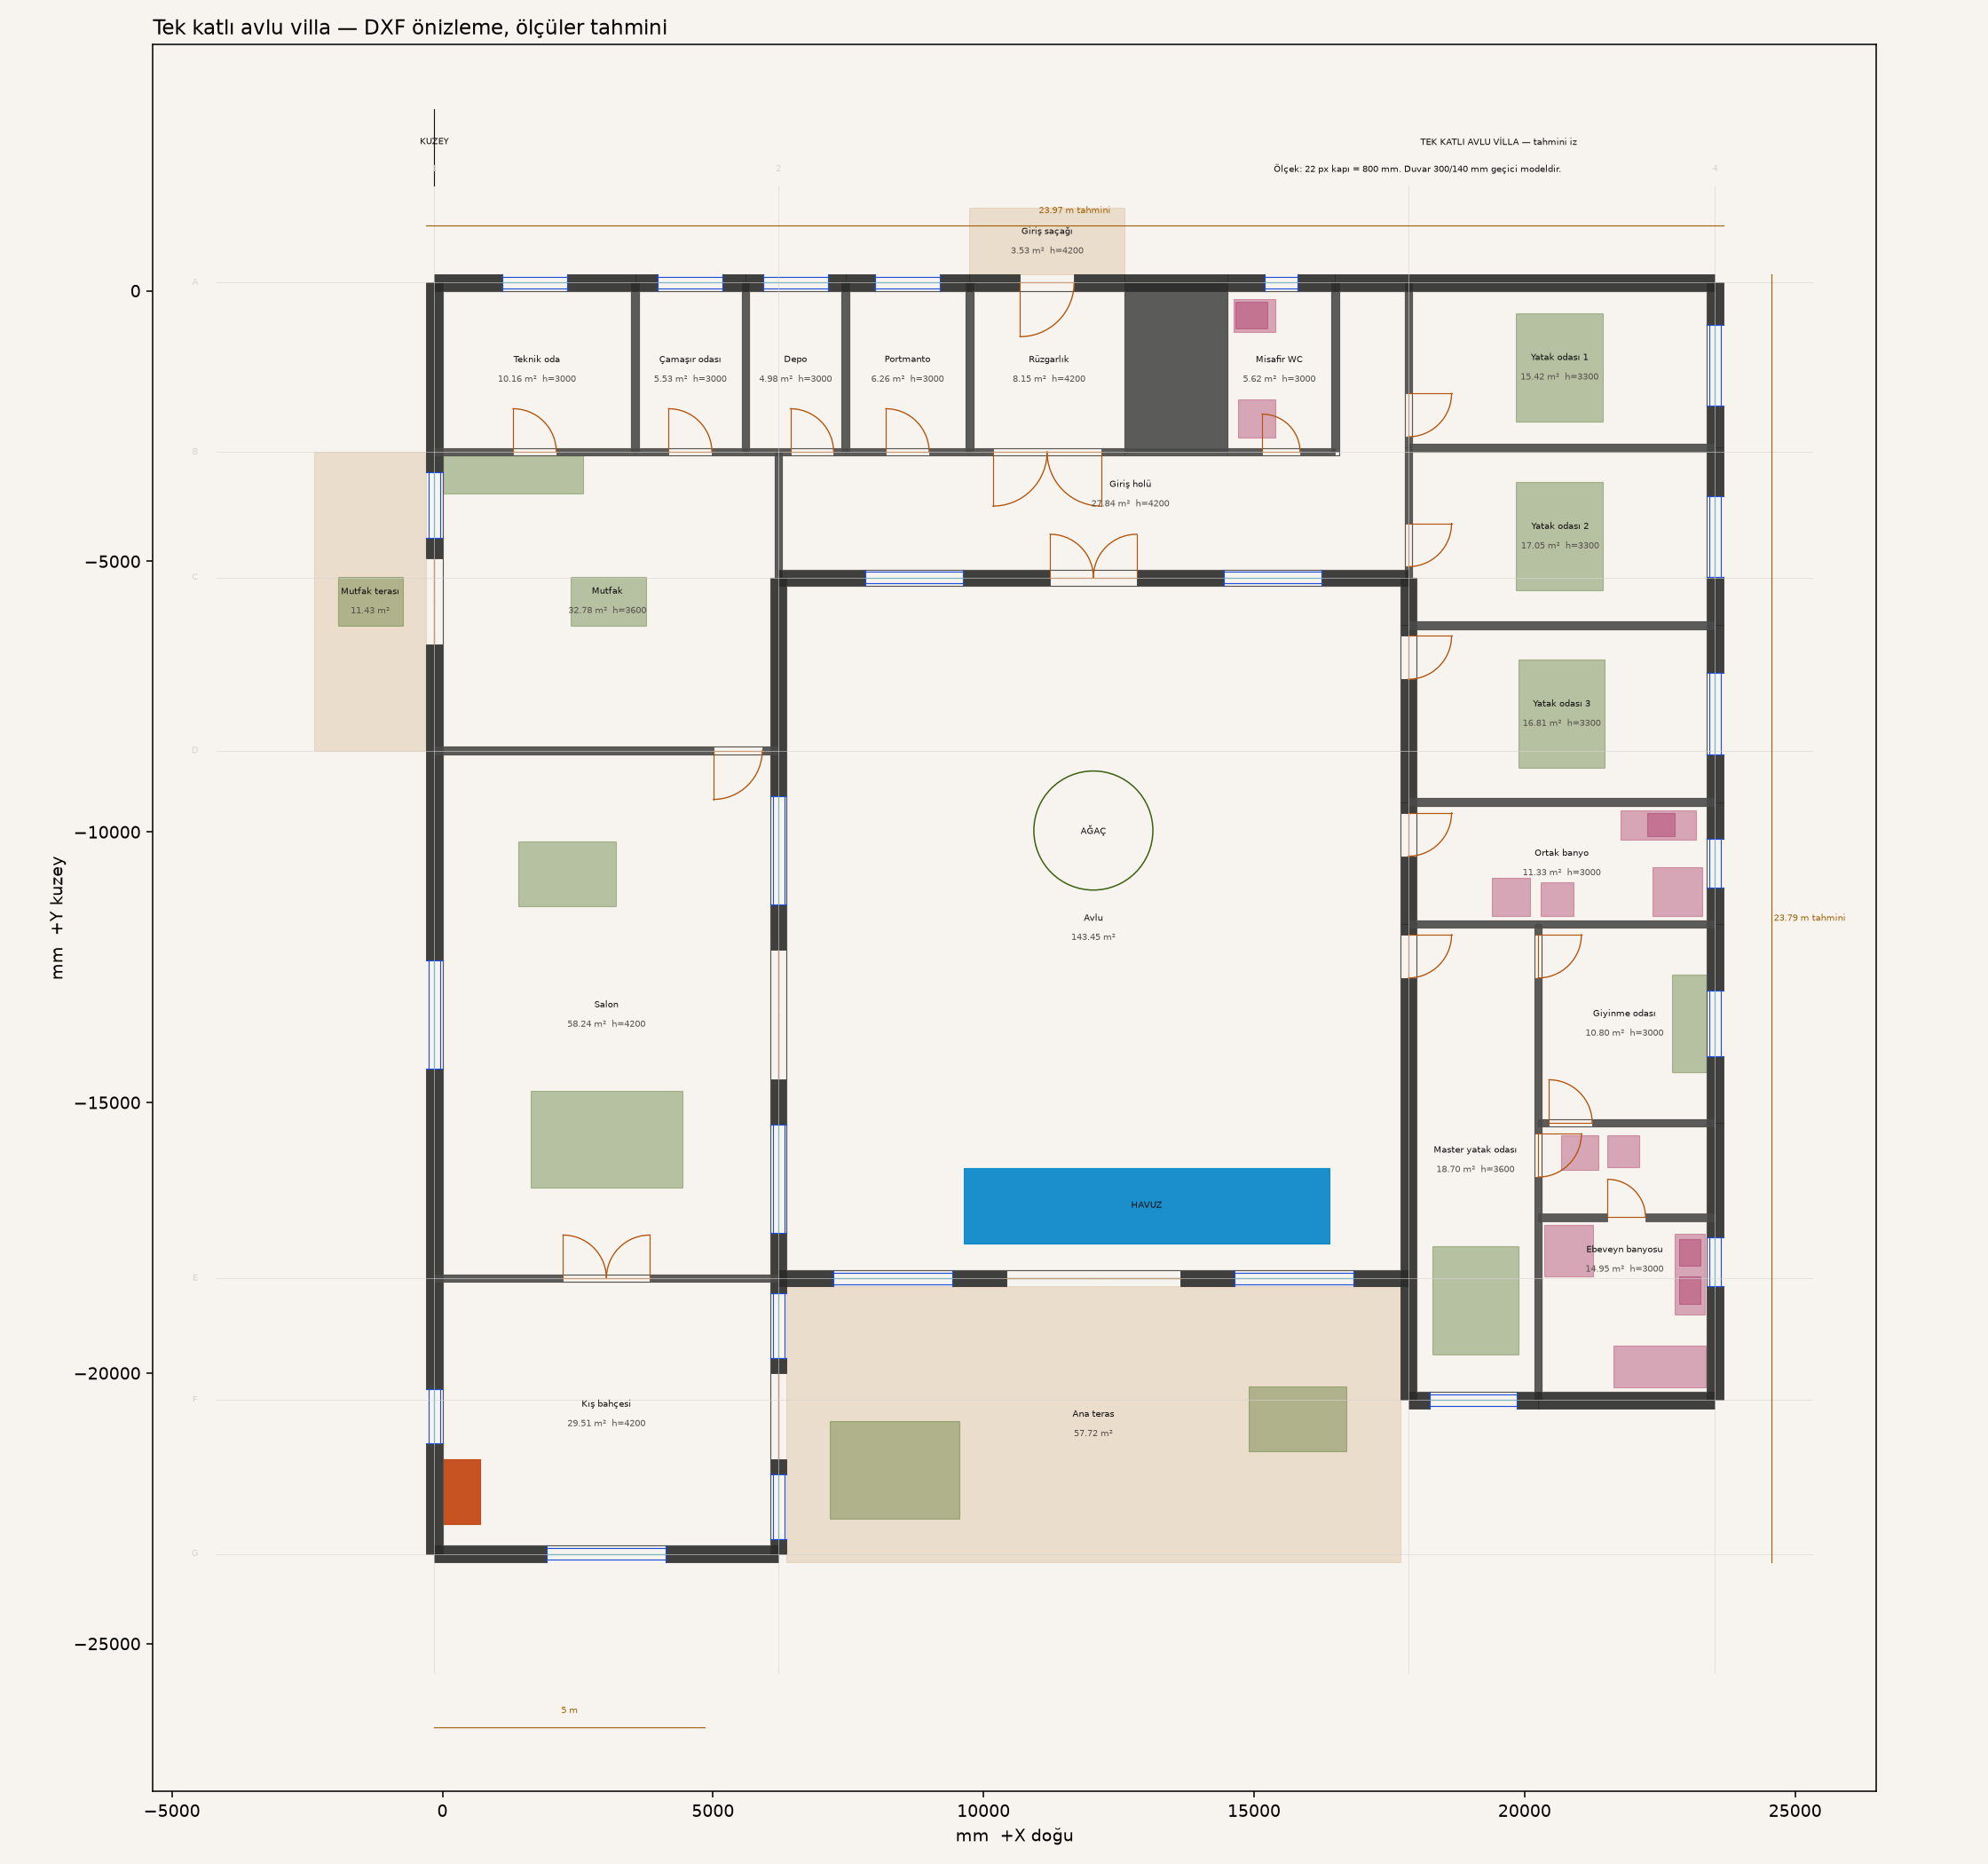 Tek katlı avlu villa — DXF önizleme, ölçüler tahmini
KUZEY
TEK KATLI AVLU VİLLA — tahmini iz
Ölçek: 22 px kapı = 800 mm. Duvar 300/140 mm geçici modeldir.
2
4
23.97 m tahmini
Giriş saçağı
3.53 m² h=4200
A
0
Teknik oda
10.16 m² h=3000
Çamaşır odası
5.53 m² h=3000
Depo
4.98 m² h=3000
Portmanto
6.26 m² h=3000
Rüzgarlık
8.15 m² h=4200
Misafir WC
5.62 m² h=3000
Yatak odası 1
15.42 m² h=3300
B
Giriş holü
27.84 m² h=4200
Yatak odası 2
17.05 m² h=3300
−5000
C
Mutfak terası
11.43 m²
Mutfak
32.78 m² h=3600
Yatak odası 3
16.81 m² h=3300
D
AĞAÇ
−10000
Ortak banyo
11.33 m² h=3000
Avlu
143.45 m²
23.79 m tahmini
mm +Y kuzey
Salon
58.24 m² h=4200
Giyinme odası
10.80 m² h=3000
−15000
Master yatak odası
18.70 m² h=3600
HAVUZ
Ebeveyn banyosu
14.95 m² h=3000
E
−20000
F
Kış bahçesi
29.51 m² h=4200
Ana teras
57.72 m²
G
−25000
5 m
−5000
0
5000
10000
15000
20000
25000
mm +X doğu